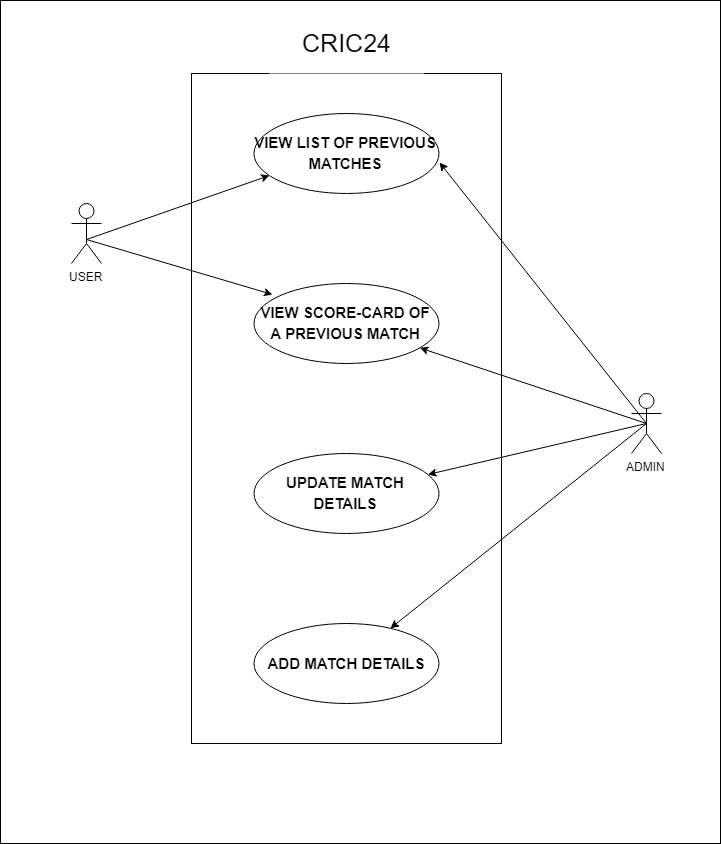 CRIC24
VIEW LIST OF PREVIOUS
MATCHES
USER
VIEW SCORE-CARD OF
A PREVIOUS MATCH
ADMIN
UPDATE MATCH
DETAILS
ADD MATCH DETAILS